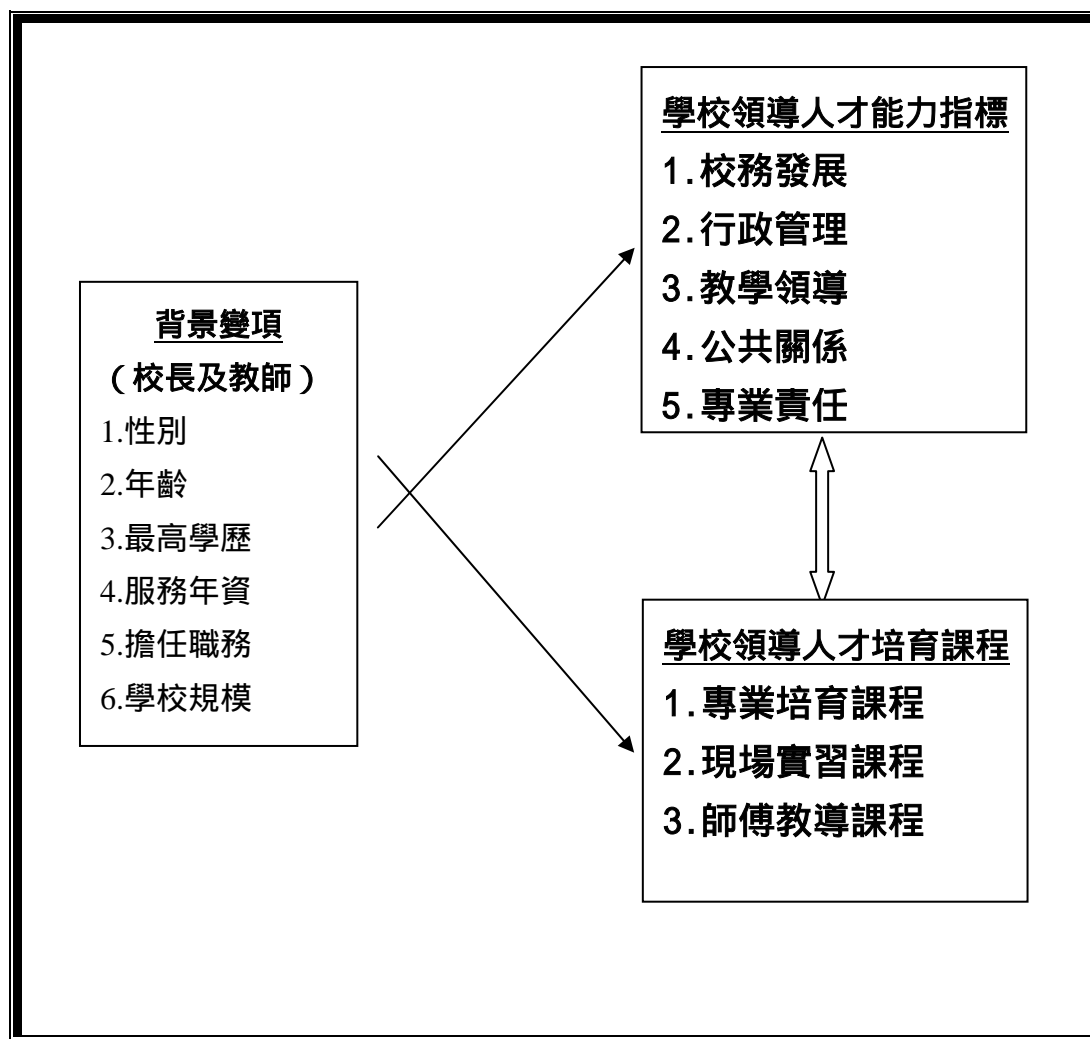 背景變項
（校長及教師）
1.性別
2.年齡
3.最高學歷
4.服務年資
5.擔任職務
6.學校規模
學校領導人才能力指標
1.校務發展
2.行政管理
3.教學領導
4.公共關係
5.專業責任
學校領導人才培育課程
1.專業培育課程
2.現場實習課程
3.師傅教導課程